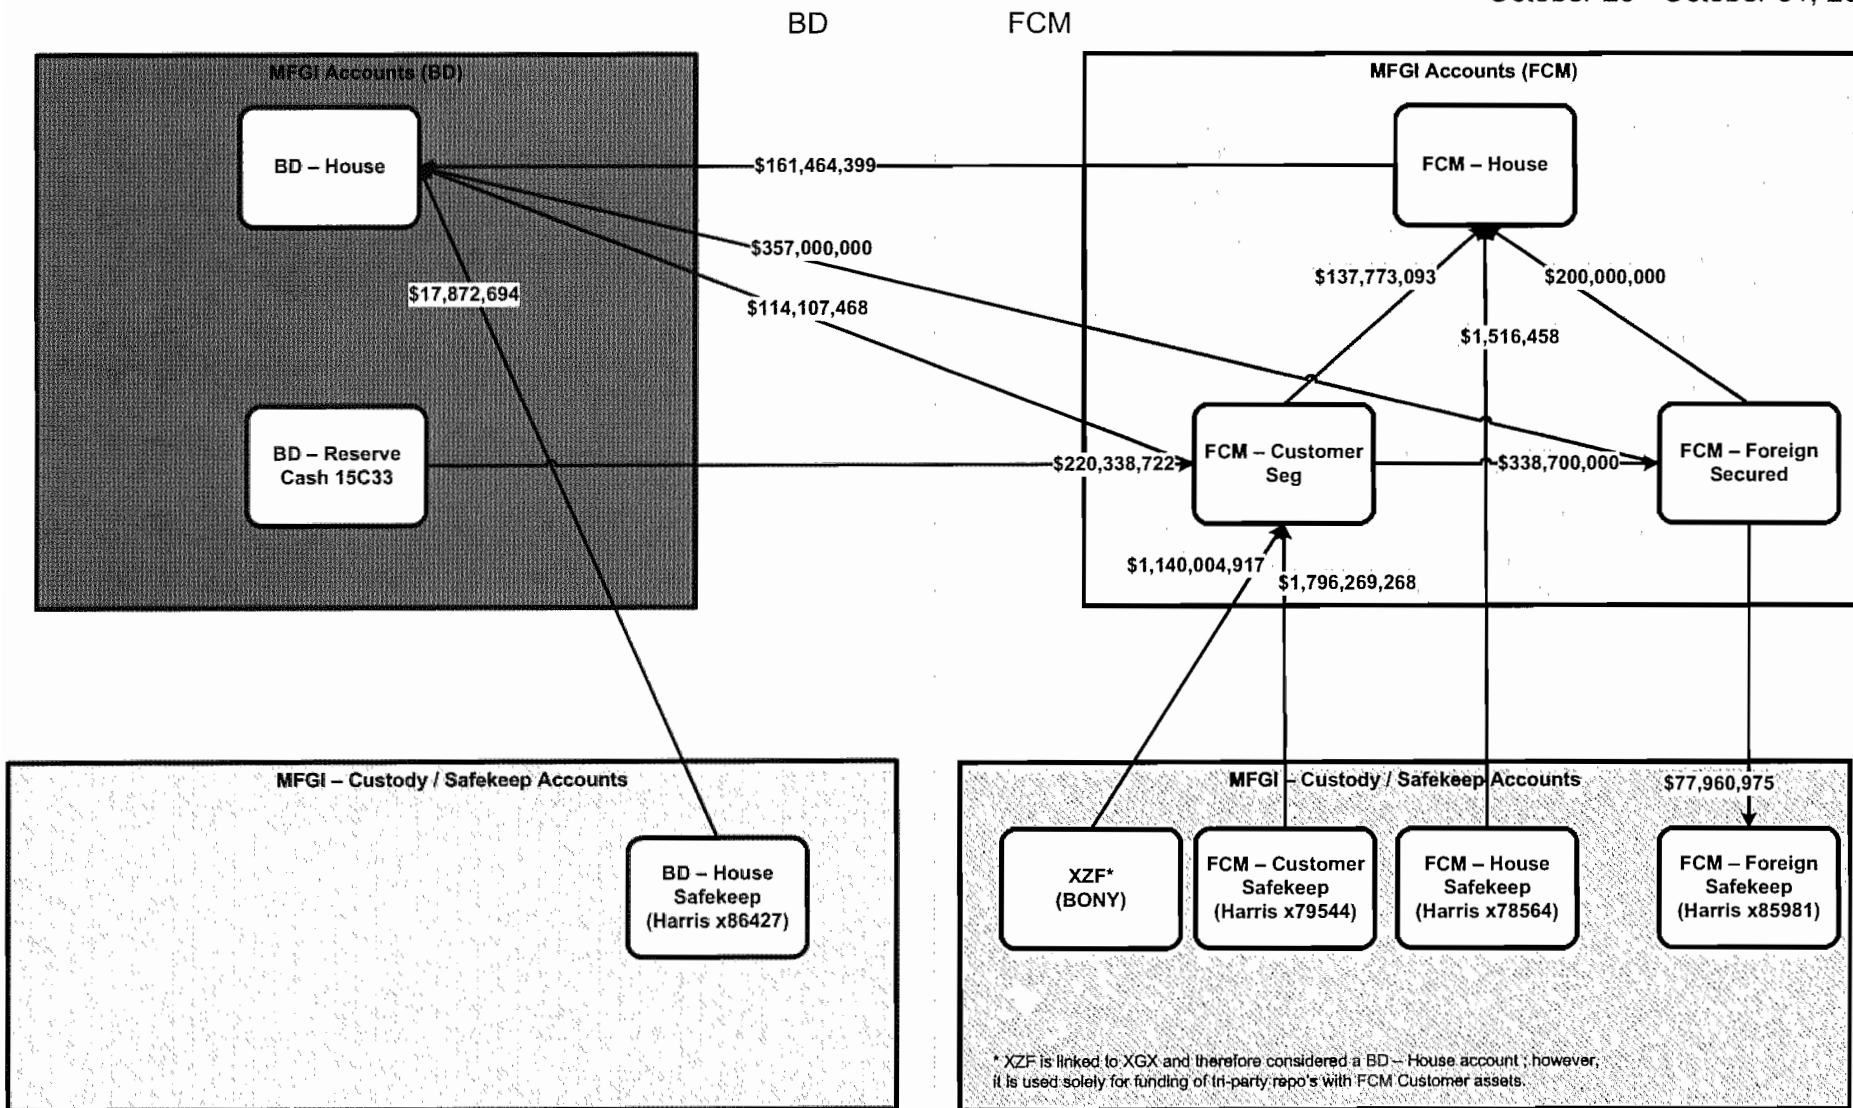 BD FCM
MFGI Accounts (BD)
MFGI Accounts (FCM)
BD – House
$161,464,399
FCM – House
$357,000,000
$114,107,468
$17,872,694
$137,773,093
$200,000,000
$1,516,458
BD – Reserve
Cash 15C33
$220,338,722
FCM – Customer
Seg
$338,700,000
FCM – Foreign
Secured
$1,140,004,917
$1,796,269,268
MFGI – Custody / Safekeep Accounts
MFGI – Custody / Safekeep Accounts
$77,960,975
BD – House
Safekeep
(Harris x86427)
XZF*
(BONY)
FCM – Customer
Safekeep
(Harris x79544)
FCM – House
Safekeep
(Harris x78564)
FCM – Foreign
Safekeep
(Harris x85981)
* XZF is linked to XGX and therefore considered a BD – House account ; however,
it is used solely for funding of tri-party repo's with FCM Customer assets.